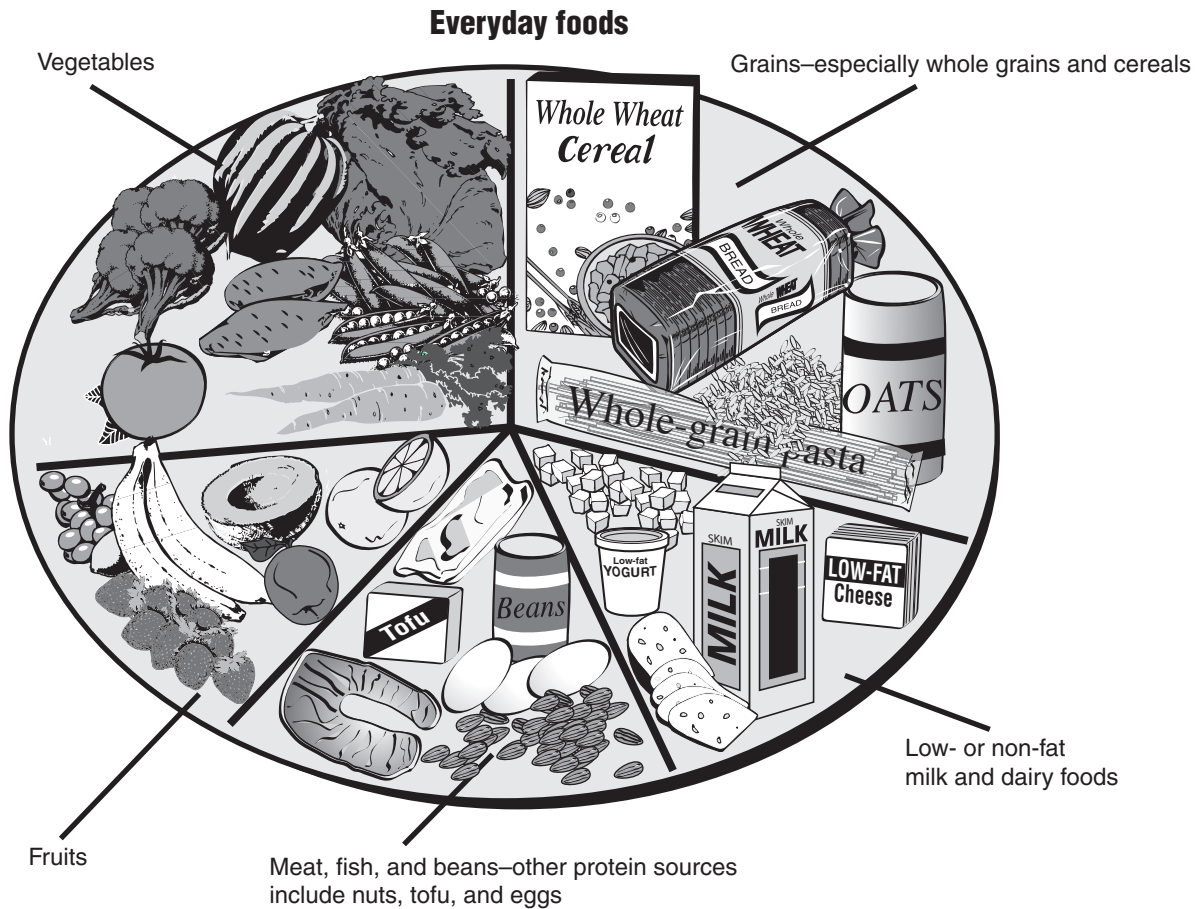 Everyday foods
Vegetables
Grains–especially whole grains and cereals
Whole Wheat
Cereal
Whole
WHEAT
BREAD
Whole WHEAT
BREAD
OATS
Whole-grain pasta
Low-fat
YOGURT
SKIM
MILK
SKIM
MILK
LOW-FAT
Cheese
Tofu
Beans
Low- or non-fat
milk and dairy foods
Fruits
Meat, fish, and beans–other protein sources
include nuts, tofu, and eggs